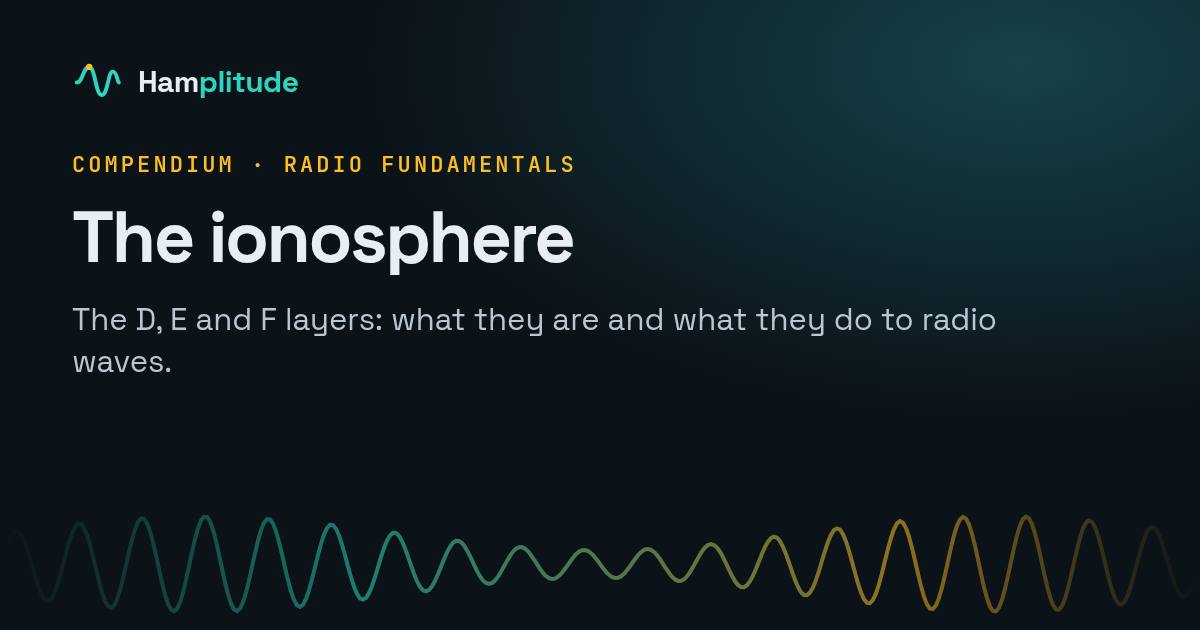 Hamplitude
COMPENDIUM · RADIO FUNDAMENTALS
The ionosphere
The D, E and F layers: what they are and what they do to radio
waves.